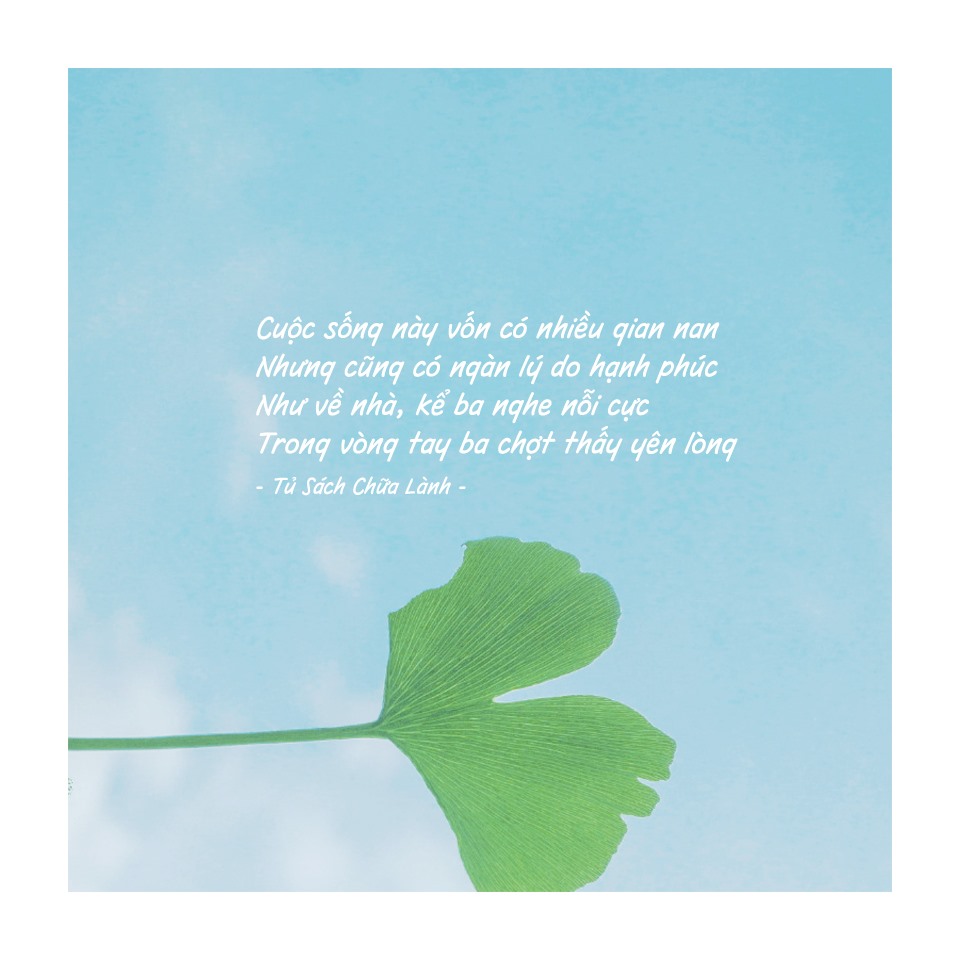 Cuộc sống này vốn có nhiều gian nan
Nhưng cũng có ngàn lý do hạnh phúc
Như về nhà, kể ba nghe nỗi cực
Trong vòng tay ba chợt thấy yên lòng
- Tủ Sách Chữa Lành -